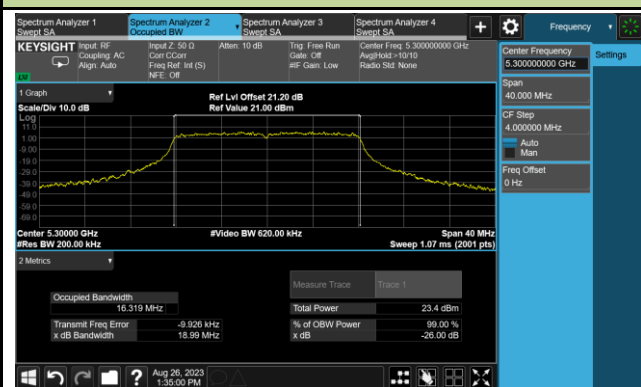 Spectrum Analyzer 1
Swept SA
Spectrum Analyzer 2
Occupied BW
Spectrum Analyzer 3
Swept SA
Spectrum Analyzer 4
Swept SA
+
Frequency
KEYSIGHT
Input: RF
Coupling: AC
Align: Auto
Input Z: 50 Ω
Corr CCorr
Freq Ref: Int (S)
NFE: Off
Atten: 10 dB
Trig: Free Run
Gate: Off
#IF Gain: Low
Center Freq: 5.300000000 GHz
Avg|Hold:>10/10
Radio Std: None
Center Frequency
5.300000000 GHz
Settings
Span
40.000 MHz
CF Step
4.000000 MHz
Auto
Man
Freq Offset
0 Hz
1 Graph
Scale/Div 10.0 dB
Ref Lvl Offset 21.20 dB
Ref Value 21.00 dBm
Log
11.0
1.00
-9.00
-19.0
-29.0
-39.0
-49.0
-59.0
-69.0
Center 5.30000 GHz
#Res BW 200.00 kHz
#Video BW 620.00 kHz
Span 40 MHz
Sweep 1.07 ms (2001 pts)
2 Metrics
Measure Trace
Trace 1
Occupied Bandwidth
16.319 MHz
Total Power
23.4 dBm
Transmit Freq Error
-9.926 kHz
% of OBW Power
99.00 %
x dB Bandwidth
18.99 MHz
x dB
-26.00 dB
?
Aug 26, 2023
1:35:00 PM